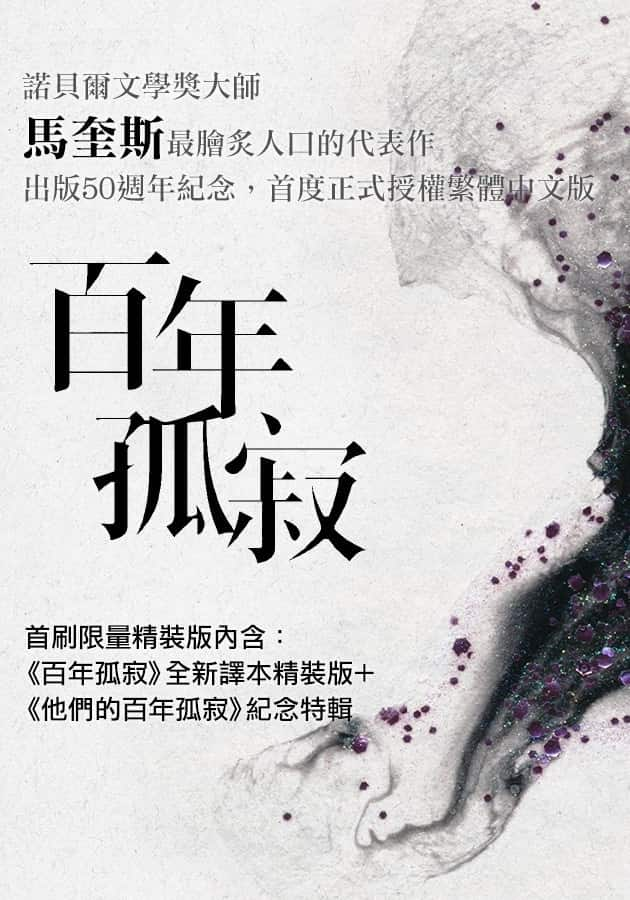 諾貝爾文學獎大師
馬奎斯最膾炙人口的代表作
出版50週年紀念，首度正式授權繁體中文版
百年
孤寂
首刷限量精裝版內含：
《百年孤寂》全新譯本精裝版＋
《他們的百年孤寂》紀念特輯